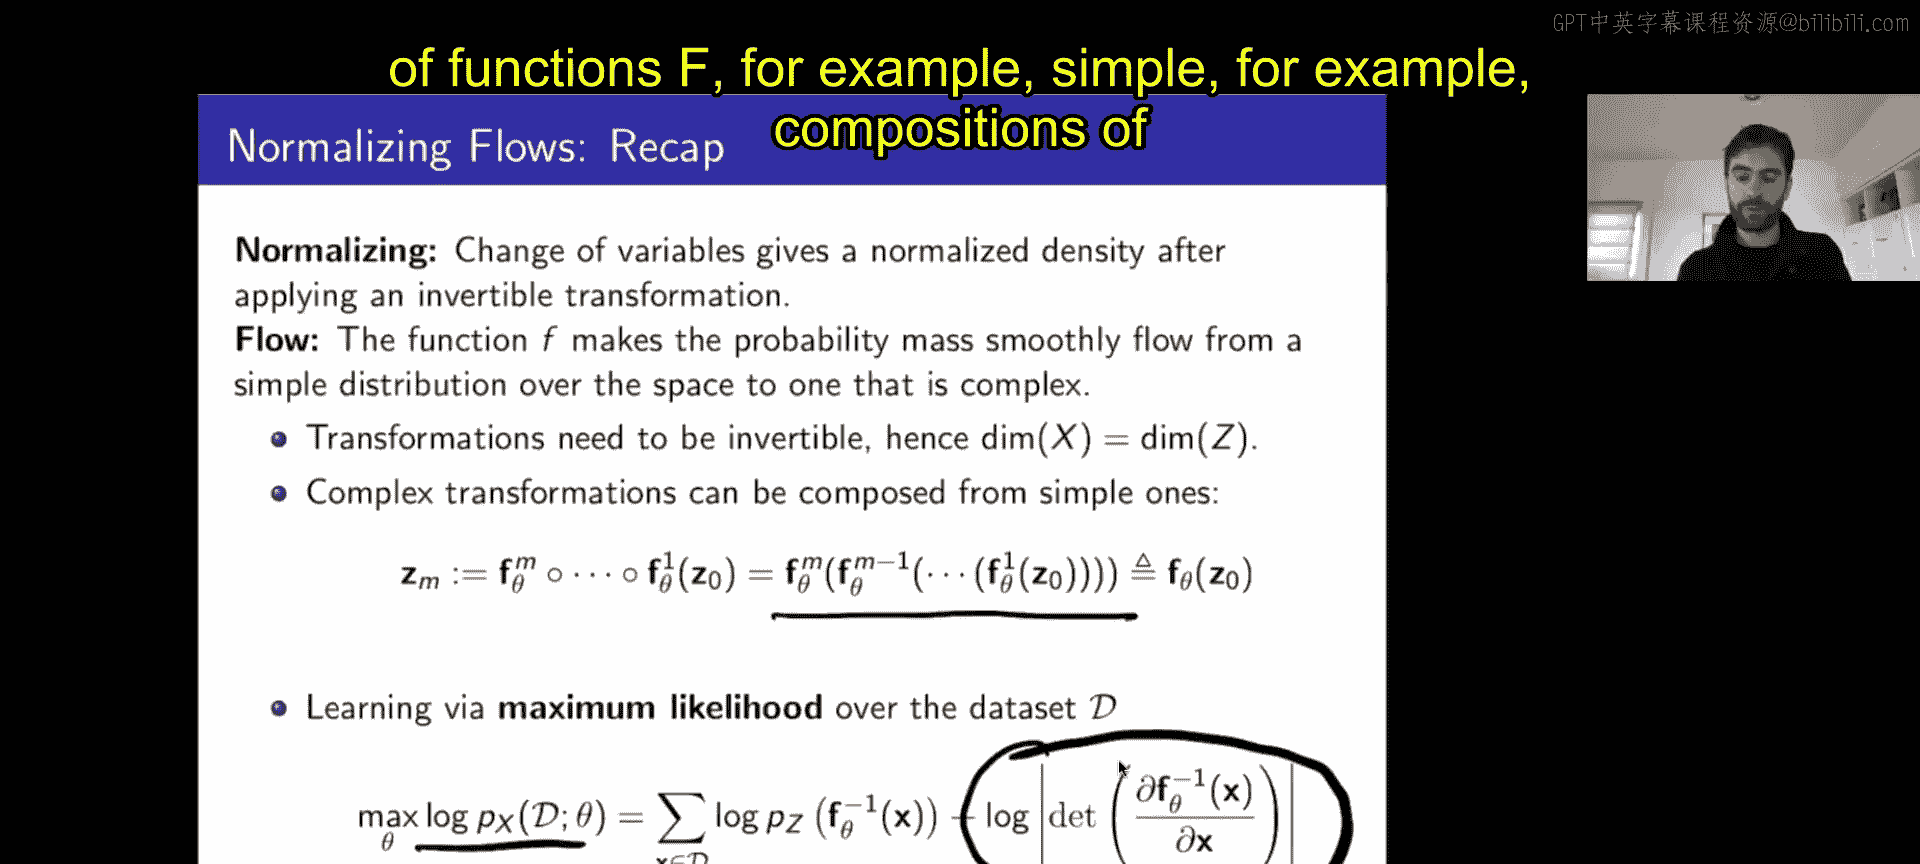 GPT中英字幕课程资源@bilibili.com
of functions F, for example, simple, for example,
compositions of
Normalizing Flows: Recap
Normalizing: Change of variables gives a normalized density after
applying an invertible transformation.
Flow: The function f makes the probability mass smoothly flow from a
simple distribution over the space to one that is complex.
Transformations need to be invertible, hence dim(X) = dim(Z).
Complex transformations can be composed from simple ones:
z_m := f_θ^m ∘ ⋯ ∘ f_θ^1(z_0) = f_θ^m(f_θ^{m−1}(⋯(f_θ^1(z_0)))) ≜ f_θ(z_0)
Learning via maximum likelihood over the dataset 𝒟
max_θ log p_X(𝒟; θ) = ∑_{x∈𝒟} log p_Z (f_θ^{−1}(x)) + log |det (∂f_θ^{−1}(x) / ∂x)|